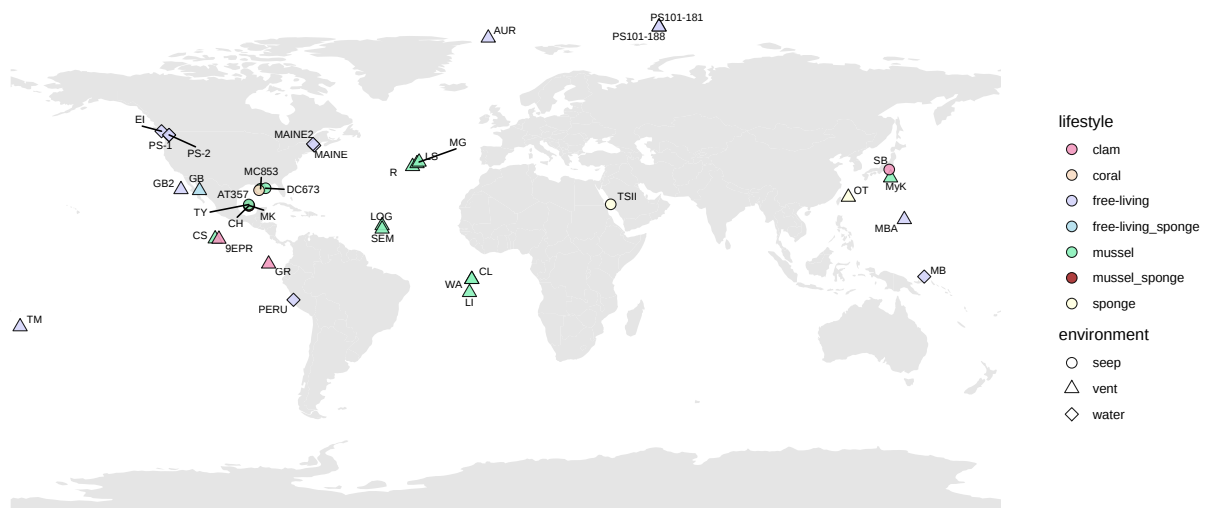 PS101-181
AUR
PS101-188
EI
MAINE2
PS-1
PS-2
MAINE
MG
LS
R
MC853
SB
GB2
GB
AT357
DC673
MyK
OT
TSII
TY
CH
MK
LOG
SEM
MBA
CS
9EPR
GR
CL
WA
LI
MB
PERU
TM
lifestyle
clam
coral
free-living
free-living_sponge
mussel
mussel_sponge
sponge
environment
seep
vent
water